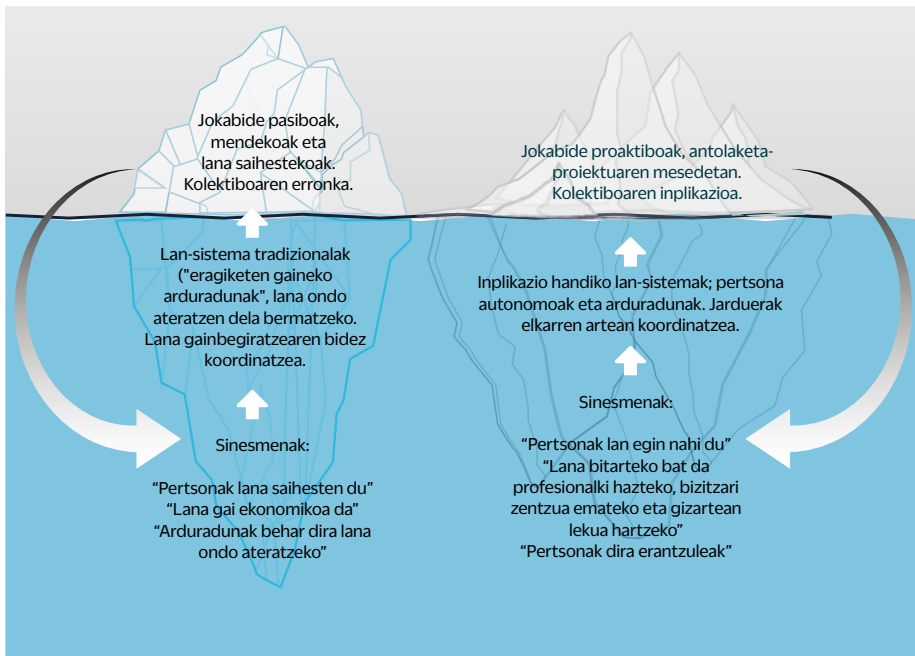 Jokabide pasiboak,
mendekoak eta
lana saihestekoak.
Kolektiboaren erronka.
Lan-sistema tradizionalak
("eragiketen gaineko
arduradunak", lana ondo
ateratzen dela bermatzeko.
Lana gainbegiratzearen bidez
koordinatzea.
Sinesmenak:
“Pertsonak lana saihesten du”
“Lana gai ekonomikoa da”
“Arduradunak behar dira lana
ondo ateratzeko”
Jokabide proaktiboak, antolaketa-
proiektuaren mesedetan.
Kolektiboaren inplikazioa.
Inplikazio handiko lan-sistemak; pertsona
autonomoak eta arduradunak. Jarduerak
elkarren artean koordinatzea.
Sinesmenak:
“Pertsonak lan egin nahi du”
“Lana bitarteko bat da
profesionalki hazteko, bizitzari
zentzua emateko eta gizartean
lekua hartzeko”
“Pertsonak dira erantzuleak”